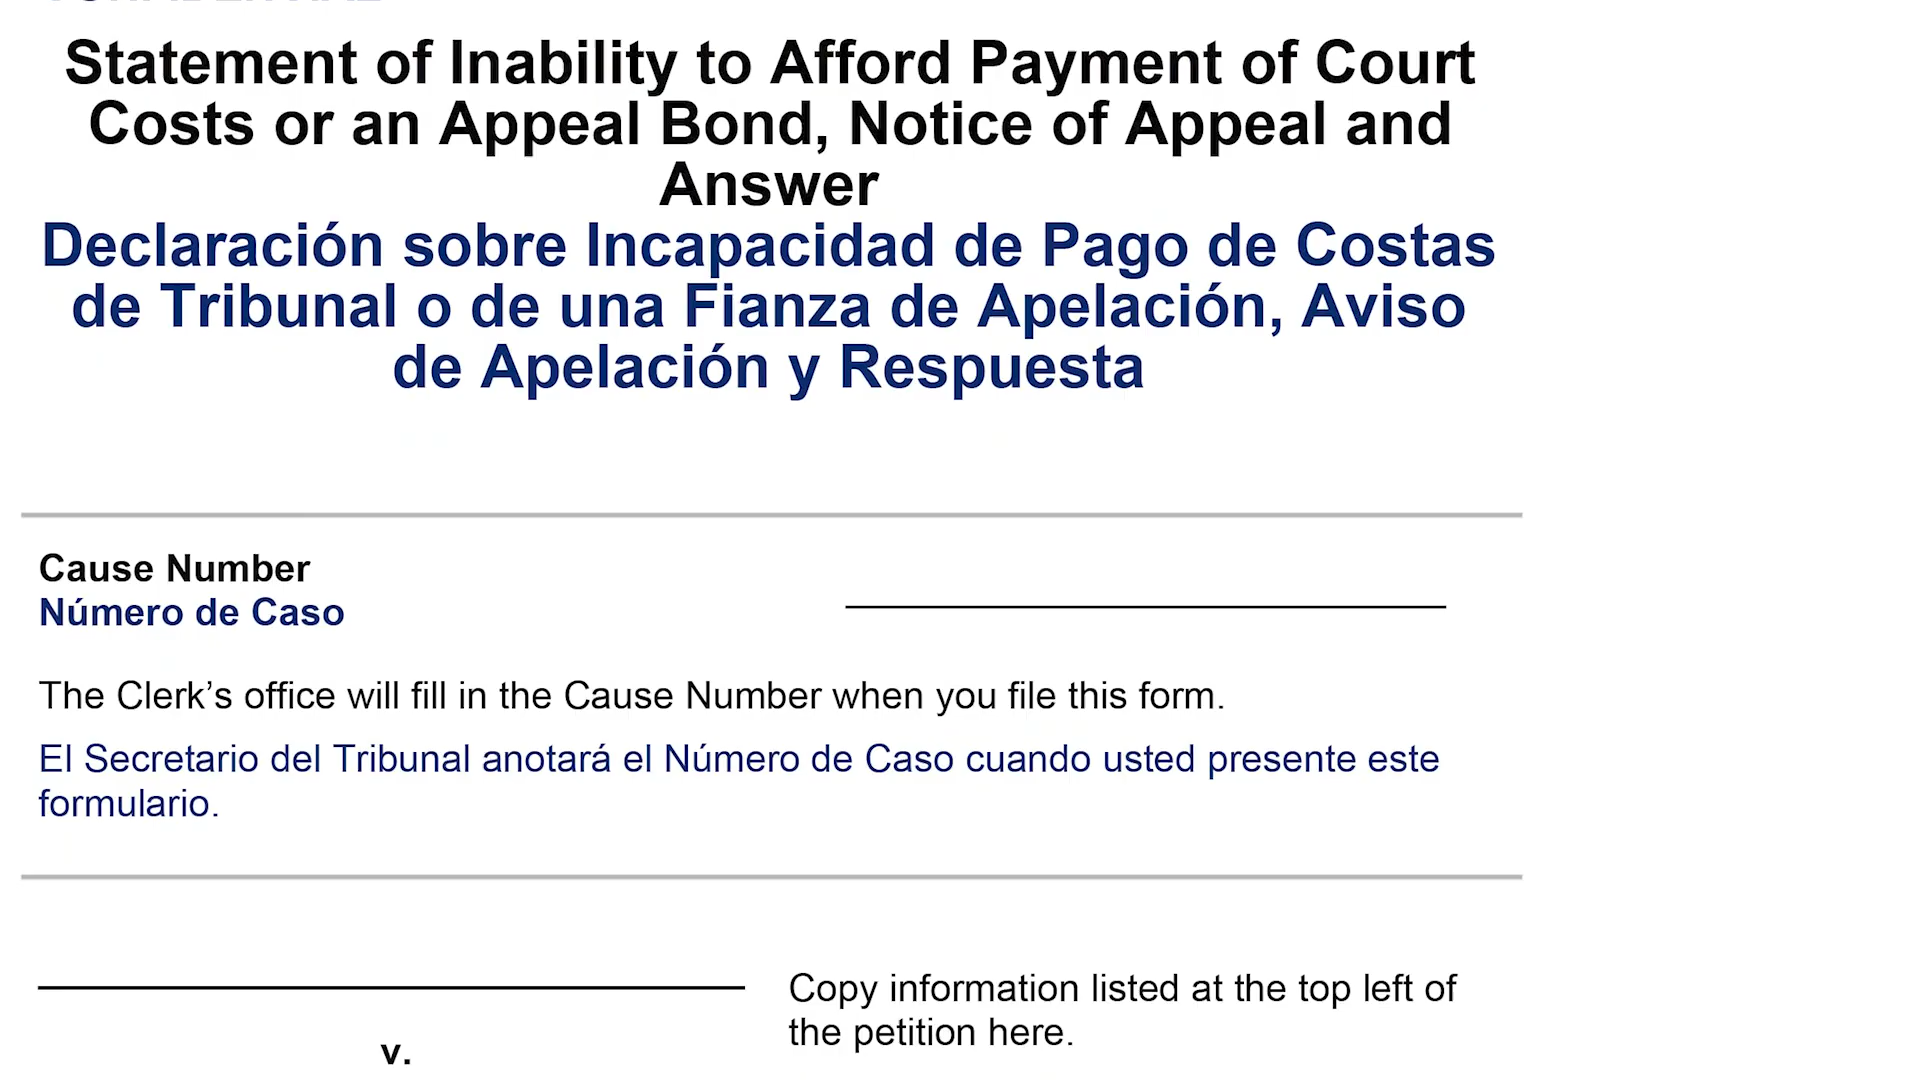 Statement of Inability to Afford Payment of Court
Costs or an Appeal Bond, Notice of Appeal and
Answer
Declaración sobre Incapacidad de Pago de Costas
de Tribunal o de una Fianza de Apelación, Aviso
de Apelación y Respuesta
Cause Number
Número de Caso
The Clerk’s office will fill in the Cause Number when you file this form.
El Secretario del Tribunal anotará el Número de Caso cuando usted presente este
formulario.
Copy information listed at the top left of
the petition here.
v.